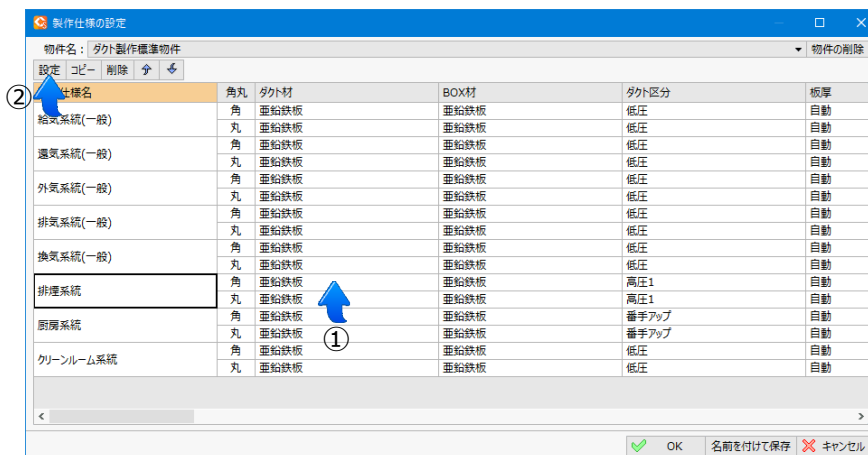 製作仕様の設定
物件名： ダクト製作標準物件 物件の削除
設定 コピー 削除
②
仕様名 角丸 ダクト材 BOX材 ダクト区分 板厚
給気系統(一般) 角 亜鉛鉄板 亜鉛鉄板 低圧 自動
丸 亜鉛鉄板 亜鉛鉄板 低圧 自動
還気系統(一般) 角 亜鉛鉄板 亜鉛鉄板 低圧 自動
丸 亜鉛鉄板 亜鉛鉄板 低圧 自動
外気系統(一般) 角 亜鉛鉄板 亜鉛鉄板 低圧 自動
丸 亜鉛鉄板 亜鉛鉄板 低圧 自動
排気系統(一般) 角 亜鉛鉄板 亜鉛鉄板 低圧 自動
丸 亜鉛鉄板 亜鉛鉄板 低圧 自動
換気系統(一般) 角 亜鉛鉄板 亜鉛鉄板 低圧 自動
丸 亜鉛鉄板 亜鉛鉄板 低圧 自動
排煙系統 角 亜鉛鉄板 亜鉛鉄板 高圧1 自動
丸 亜鉛鉄板 亜鉛鉄板 高圧1 自動
厨房系統 角 亜鉛鉄板 亜鉛鉄板 番手アップ 自動
丸 亜鉛鉄板 亜鉛鉄板 番手アップ 自動
①
クリーンルーム系統 角 亜鉛鉄板 亜鉛鉄板 低圧 自動
丸 亜鉛鉄板 亜鉛鉄板 低圧 自動
OK 名前を付けて保存 キャンセル